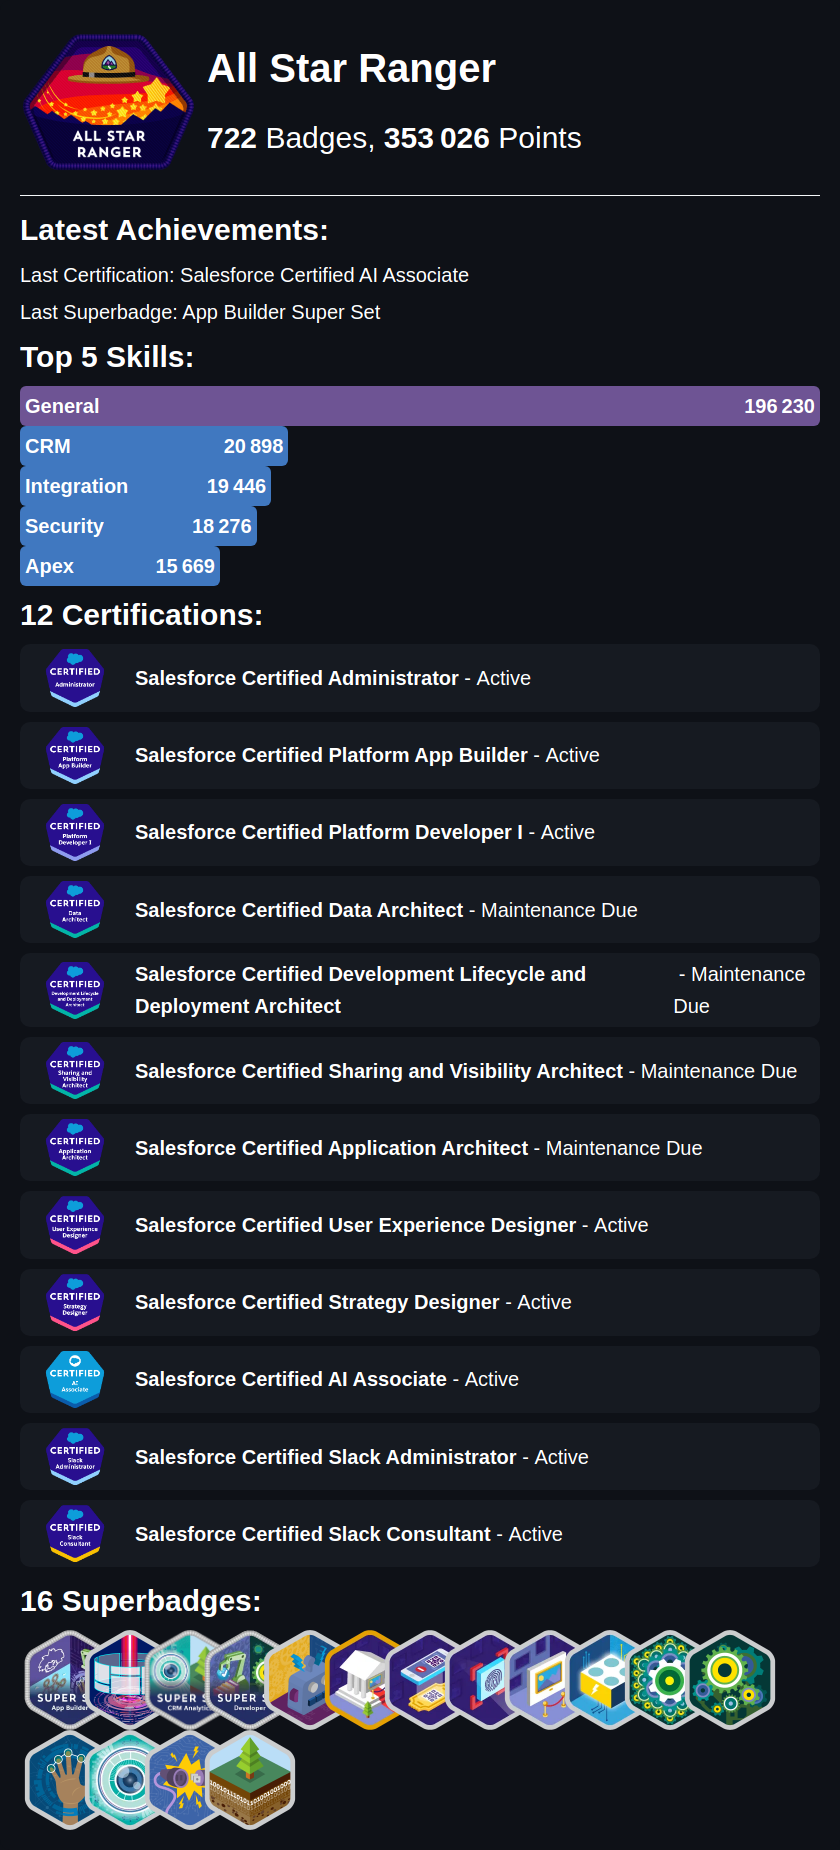 ALL STAR
RANGER
All Star Ranger
722 Badges, 353 026 Points
Latest Achievements:
Last Certification: Salesforce Certified AI Associate
Last Superbadge: App Builder Super Set
Top 5 Skills:
General 196 230
CRM 20 898
Integration 19 446
Security 18 276
Apex 15 669
12 Certifications:
CERTIFIED
Administrator
Salesforce Certified Administrator - Active
CERTIFIED
Platform
App Builder
Salesforce Certified Platform App Builder - Active
CERTIFIED
Platform
Developer I
Salesforce Certified Platform Developer I - Active
CERTIFIED
Data
Architect
Salesforce Certified Data Architect - Maintenance Due
CERTIFIED
Development Lifecycle
and Deployment
Architect
Salesforce Certified Development Lifecycle and - Maintenance
Deployment Architect Due
CERTIFIED
Sharing and
Visibility
Architect
Salesforce Certified Sharing and Visibility Architect - Maintenance Due
CERTIFIED
Application
Architect
Salesforce Certified Application Architect - Maintenance Due
CERTIFIED
User Experience
Designer
Salesforce Certified User Experience Designer - Active
CERTIFIED
Strategy
Designer
Salesforce Certified Strategy Designer - Active
CERTIFIED
AI
Associate
Salesforce Certified AI Associate - Active
CERTIFIED
Slack
Administrator
Salesforce Certified Slack Administrator - Active
CERTIFIED
Slack
Consultant
Salesforce Certified Slack Consultant - Active
16 Superbadges:
SUPER S
App Builder
SUPER S
CRM Analytic
SUPER S
Developer